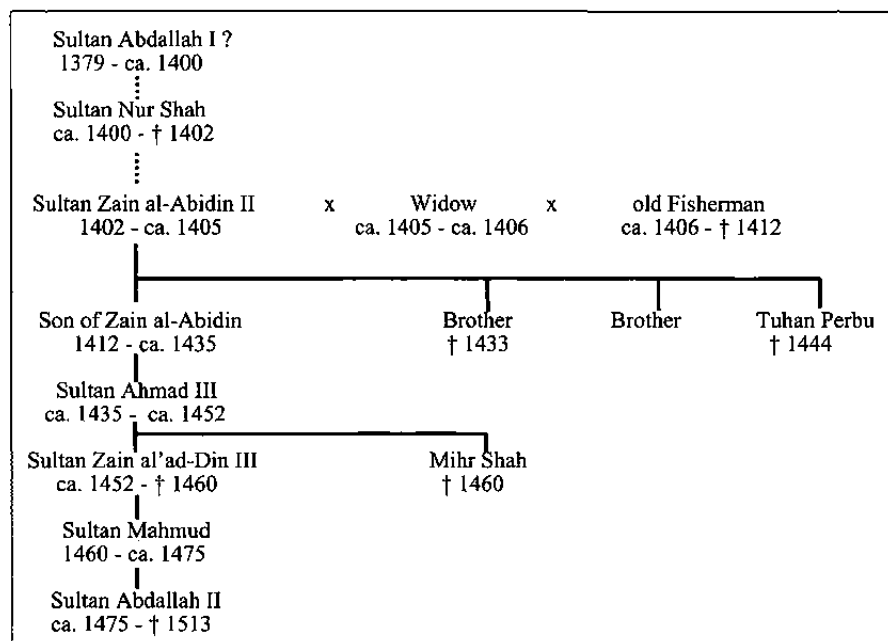 Sultan Abdallah I ?
1379 - ca. 1400
Sultan Nur Shah
ca. 1400 - † 1402
Sultan Zain al-Abidin II x Widow x old Fisherman
1402 - ca. 1405 ca. 1405 - ca. 1406 ca. 1406 - † 1412
Son of Zain al-Abidin Brother Brother Tuhan Perbu
1412 - ca. 1435 † 1433 † 1444
Sultan Ahmad III
ca. 1435 - ca. 1452
Sultan Zain al'ad-Din III Mihr Shah
ca. 1452 - † 1460 † 1460
Sultan Mahmud
1460 - ca. 1475
Sultan Abdallah II
ca. 1475 - † 1513